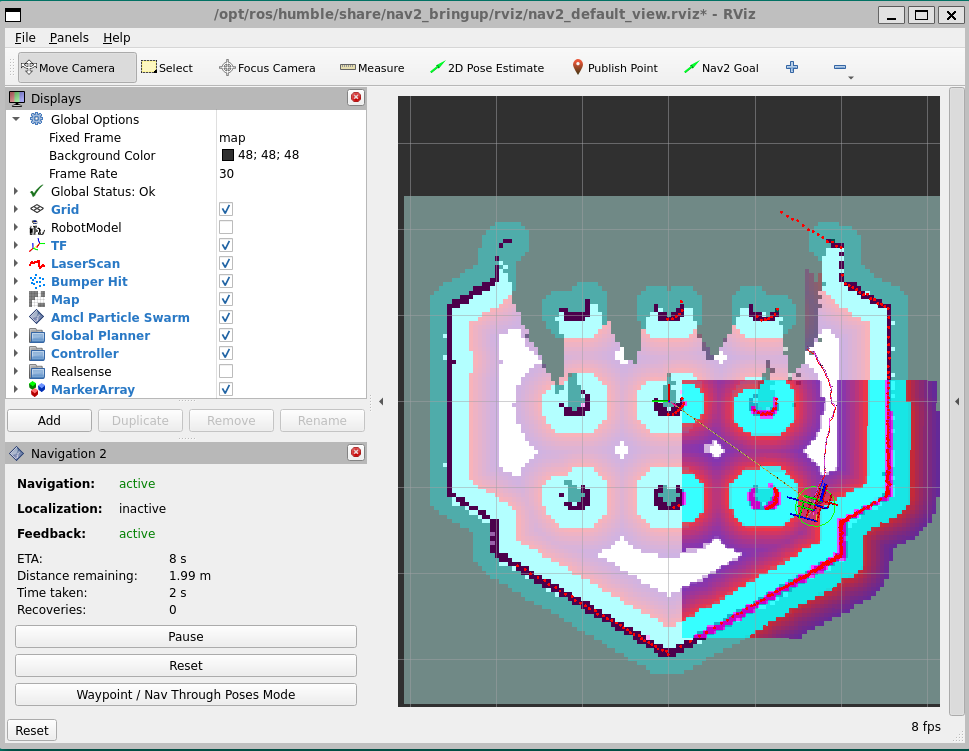 /opt/ros/humble/share/nav2_bringup/rviz/nav2_default_view.rviz* - RViz
File Panels Help
Move Camera Select Focus Camera Measure 2D Pose Estimate Publish Point Nav2 Goal
Displays
Global Options
Fixed Frame map
Background Color 48; 48; 48
Frame Rate 30
Global Status: Ok
Grid
RobotModel
TF
LaserScan
Bumper Hit
Map
Amcl Particle Swarm
Global Planner
Controller
Realsense
MarkerArray
Add Duplicate Remove Rename
Navigation 2
Navigation: active
Localization: inactive
Feedback: active
ETA: 8 s
Distance remaining: 1.99 m
Time taken: 2 s
Recoveries: 0
Pause
Reset
Waypoint / Nav Through Poses Mode
Reset 8 fps